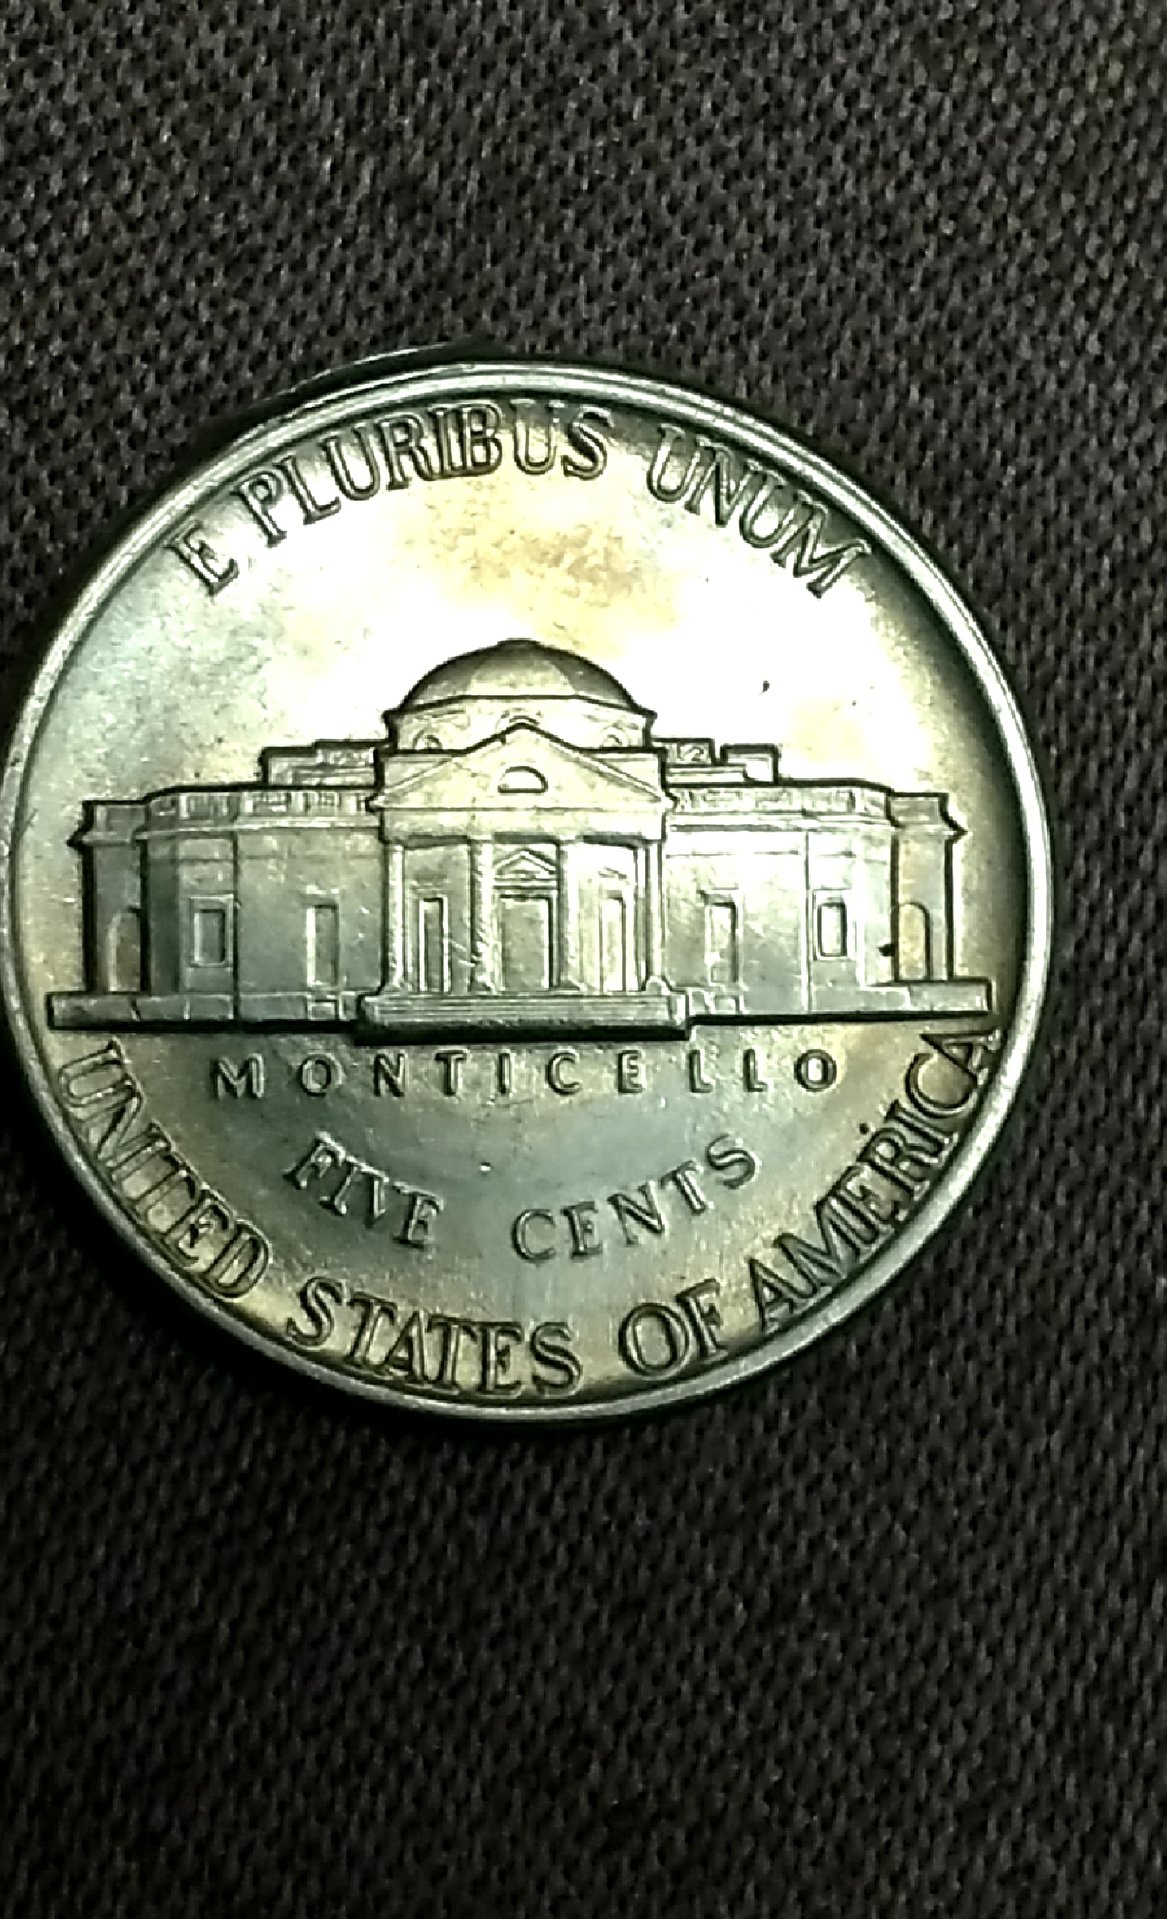 E PLURIBUS UNUM
MONTICELLO
FIVE CENTS
UNITED STATES OF AMERICA